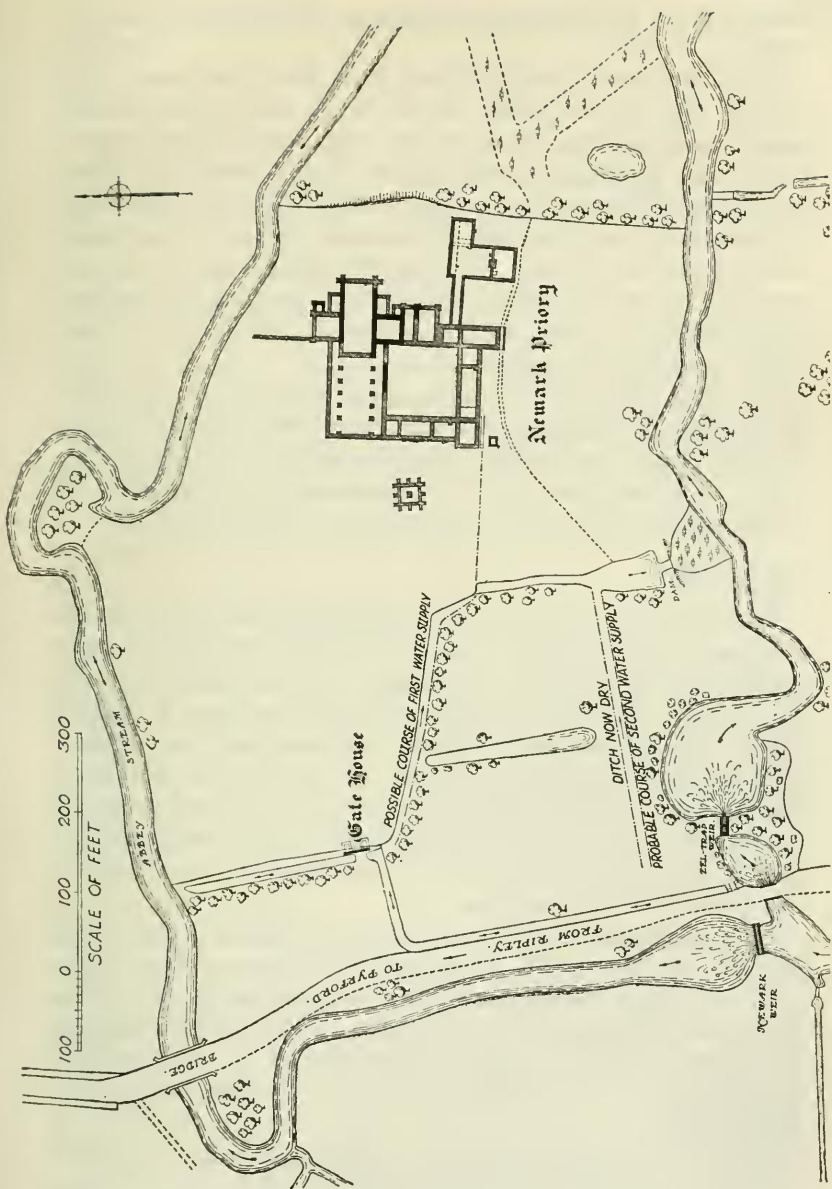 100 0 100 200 300
SCALE OF FEET
ABBEY STREAM
BRIDGE.
TO PYRFORD.
FROM RIPLEY.
Gate House
POSSIBLE COURSE OF FIRST WATER SUPPLY
Newark Priory
DITCH NOW DRY
PROBABLE COURSE OF SECOND WATER SUPPLY
DAM
EEL-TRAP
WEIR.
NEWARK
WEIR